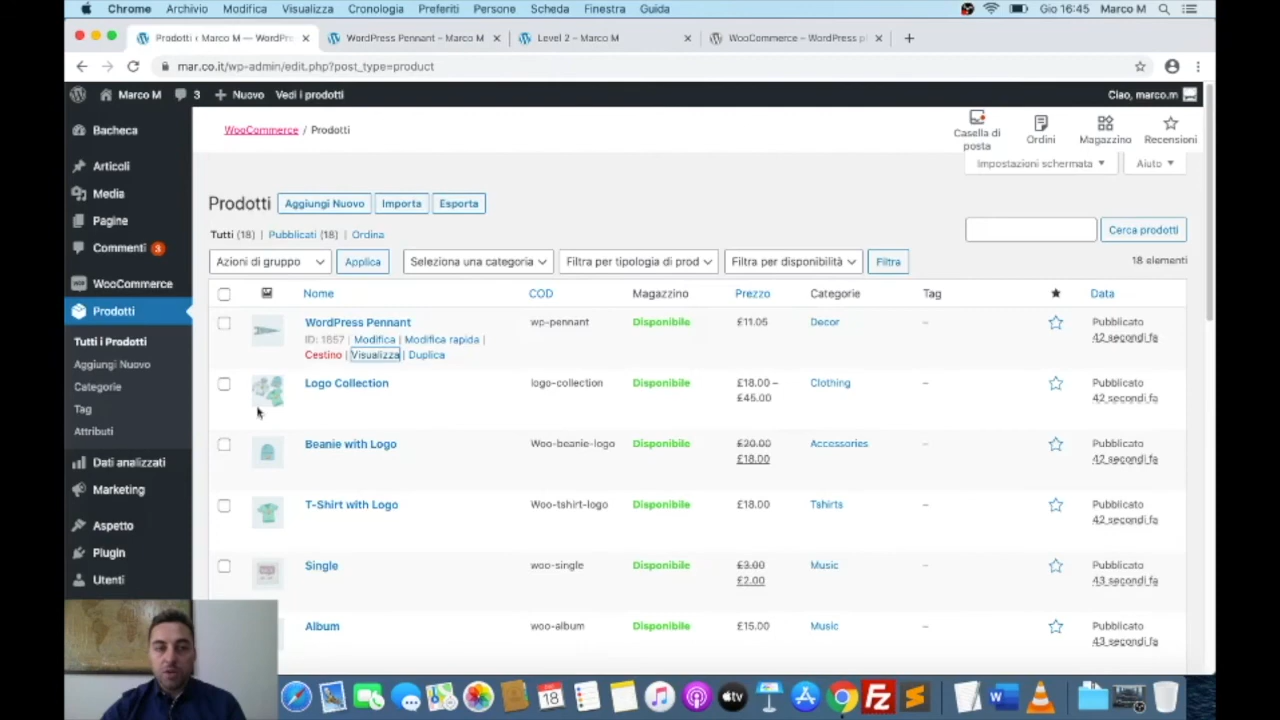 Chrome Archivio Modifica Visualizza Cronologia Preferiti Persone Scheda Finestra Guida Gio 16:45 Marco M
Prodotti ‹ Marco M — WordPre WordPress Pennant – Marco M Level 2 – Marco M WooCommerce – WordPress p
mar.co.it/wp-admin/edit.php?post_type=product
Marco M 3 Nuovo Vedi i prodotti Ciao, marco.m
Bacheca
Articoli
Media
Pagine
Commenti 3
WooCommerce
Prodotti
Tutti i Prodotti
Aggiungi Nuovo
Categorie
Tag
Attributi
Dati analizzati
Marketing
Aspetto
Plugin
Utenti
WooCommerce / Prodotti
Casella di posta
Ordini
Magazzino
Recensioni
Impostazioni schermata Aiuto
Prodotti Aggiungi Nuovo Importa Esporta
Tutti (18) | Pubblicati (18) | Ordina
Cerca prodotti
Azioni di gruppo Applica Seleziona una categoria Filtra per tipologia di prod Filtra per disponibilità Filtra 18 elementi
Nome COD Magazzino Prezzo Categorie Tag Data
WordPress Pennant wp-pennant Disponibile £11.05 Decor – Pubblicato
ID: 1857 | Modifica | Modifica rapida | 42 secondi fa
Cestino | Visualizza | Duplica
Logo Collection logo-collection Disponibile £18.00 – Clothing – Pubblicato
£45.00 42 secondi fa
Beanie with Logo Woo-beanie-logo Disponibile £20.00 Accessories – Pubblicato
£18.00 42 secondi fa
T-Shirt with Logo Woo-tshirt-logo Disponibile £18.00 Tshirts – Pubblicato
42 secondi fa
Single woo-single Disponibile £3.00 Music – Pubblicato
£2.00 43 secondi fa
Album woo-album Disponibile £15.00 Music – Pubblicato
43 secondi fa
18
tv
W